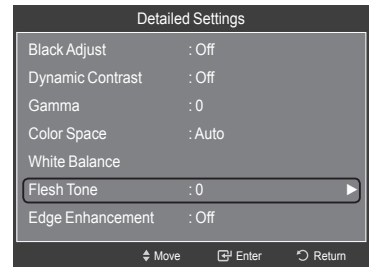 Detailed Settings
Black Adjust : Off
Dynamic Contrast : Off
Gamma : 0
Color Space : Auto
White Balance
Flesh Tone : 0
Edge Enhancement : Off
Move Enter Return